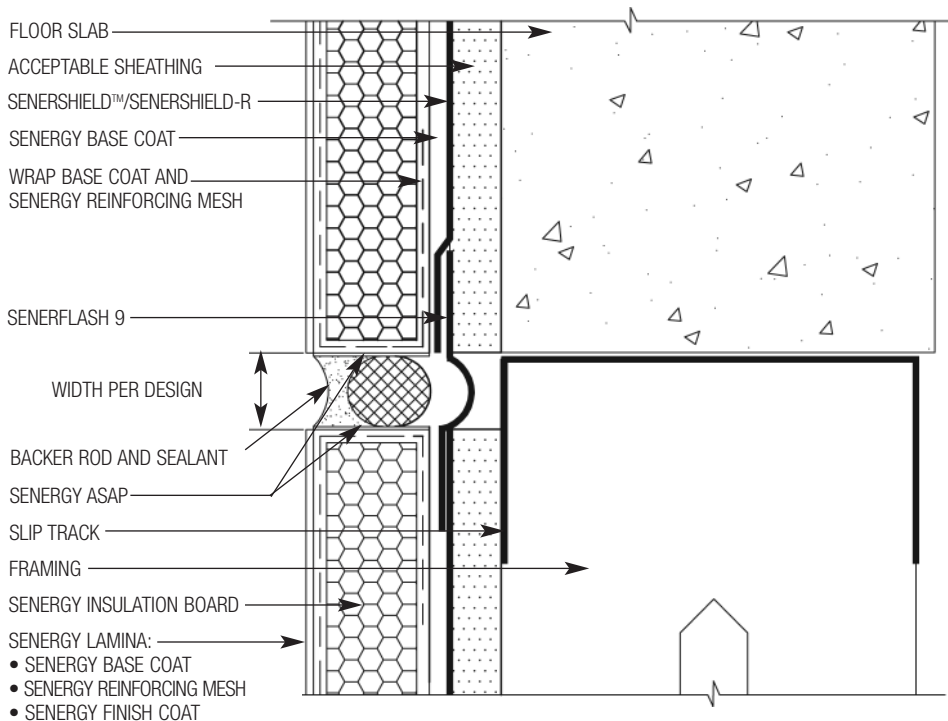 FLOOR SLAB
ACCEPTABLE SHEATHING
SENERSHIELD™/SENERSHIELD-R
SENERGY BASE COAT
WRAP BASE COAT AND
SENERGY REINFORCING MESH
SENERFLASH 9
WIDTH PER DESIGN
BACKER ROD AND SEALANT
SENERGY ASAP
SLIP TRACK
FRAMING
SENERGY INSULATION BOARD
SENERGY LAMINA:
• SENERGY BASE COAT
• SENERGY REINFORCING MESH
• SENERGY FINISH COAT